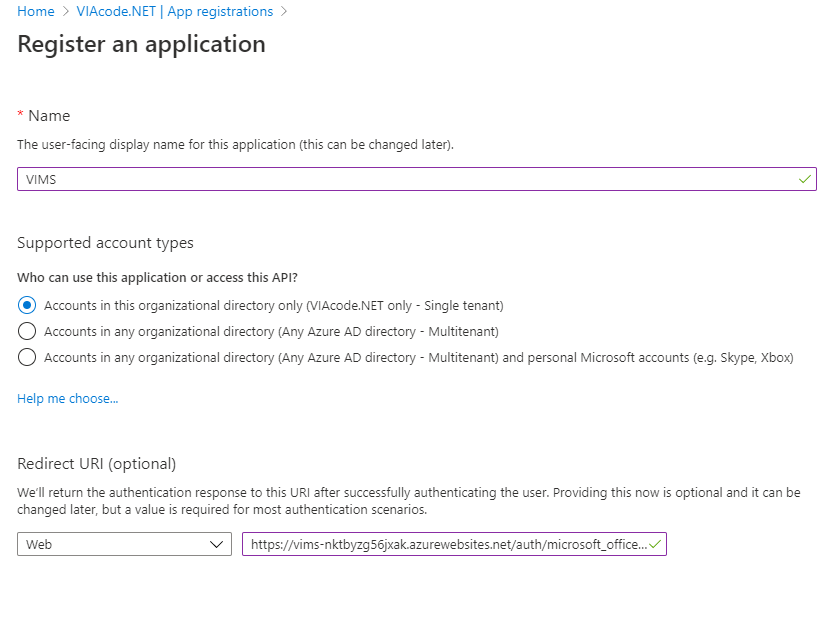 Home > VIAcode.NET | App registrations >
Register an application
* Name
The user-facing display name for this application (this can be changed later).
VIMS
Supported account types
Who can use this application or access this API?
Accounts in this organizational directory only (VIAcode.NET only - Single tenant)
Accounts in any organizational directory (Any Azure AD directory - Multitenant)
Accounts in any organizational directory (Any Azure AD directory - Multitenant) and personal Microsoft accounts (e.g. Skype, Xbox)
Help me choose...
Redirect URI (optional)
We'll return the authentication response to this URI after successfully authenticating the user. Providing this now is optional and it can be
changed later, but a value is required for most authentication scenarios.
Web https://vims-nktbyzg56jxak.azurewebsites.net/auth/microsoft_office...